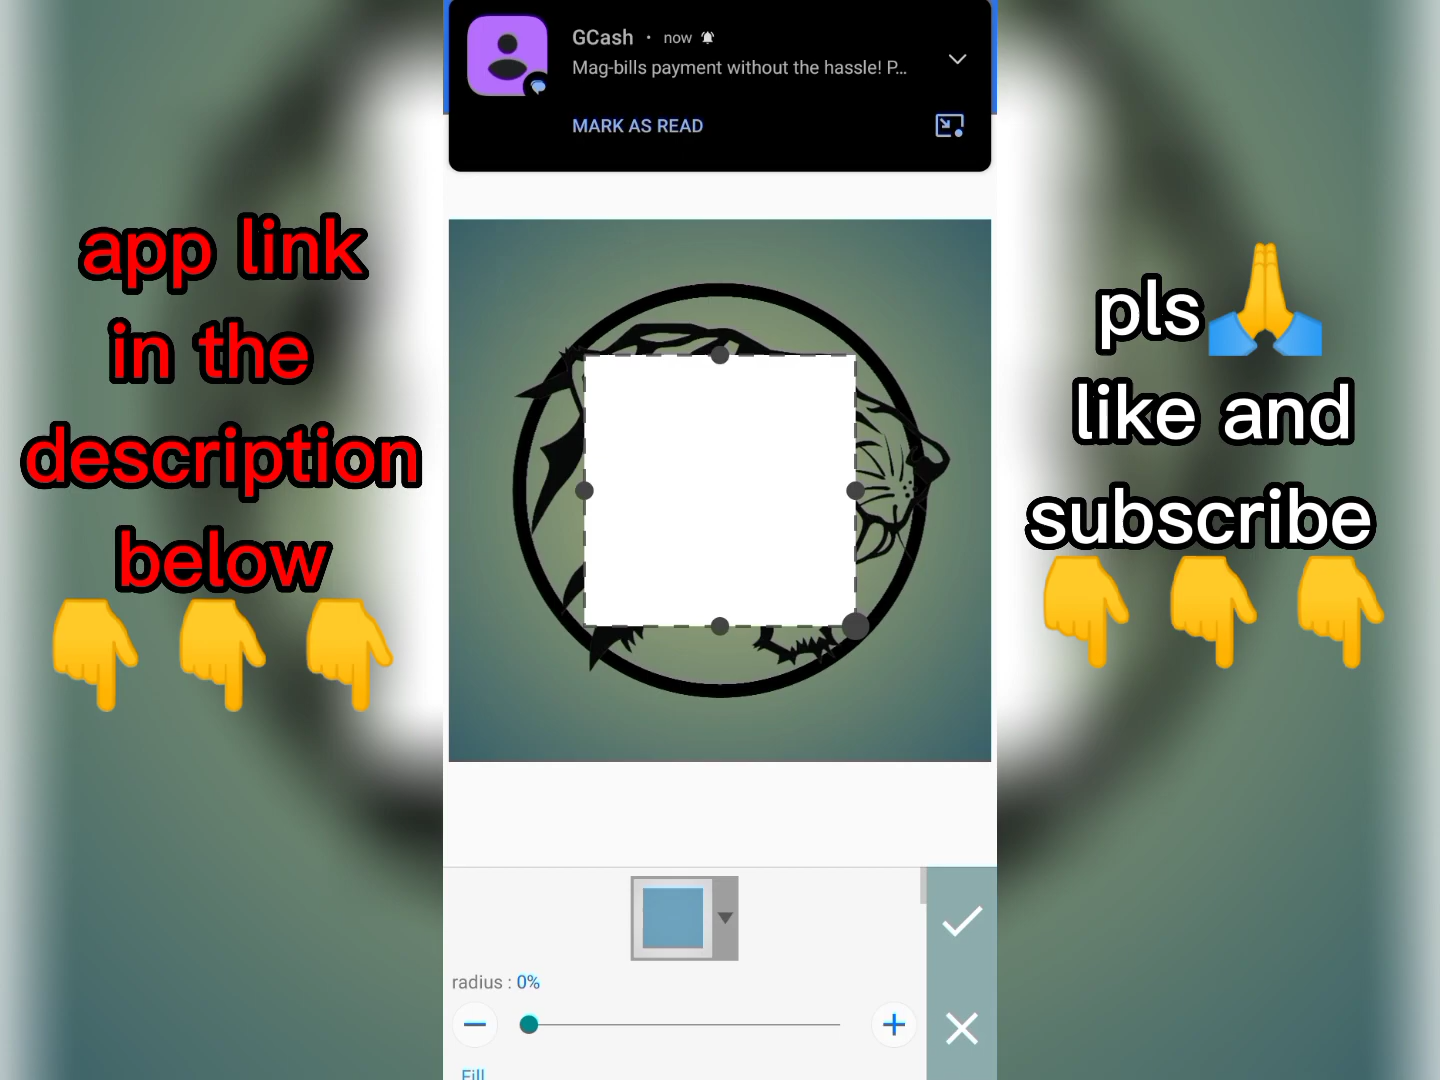 GCash · now
Mag-bills payment without the hassle! P...
MARK AS READ
app link
in the
description
below
pls
like and
subscribe
radius : 0%
Fill